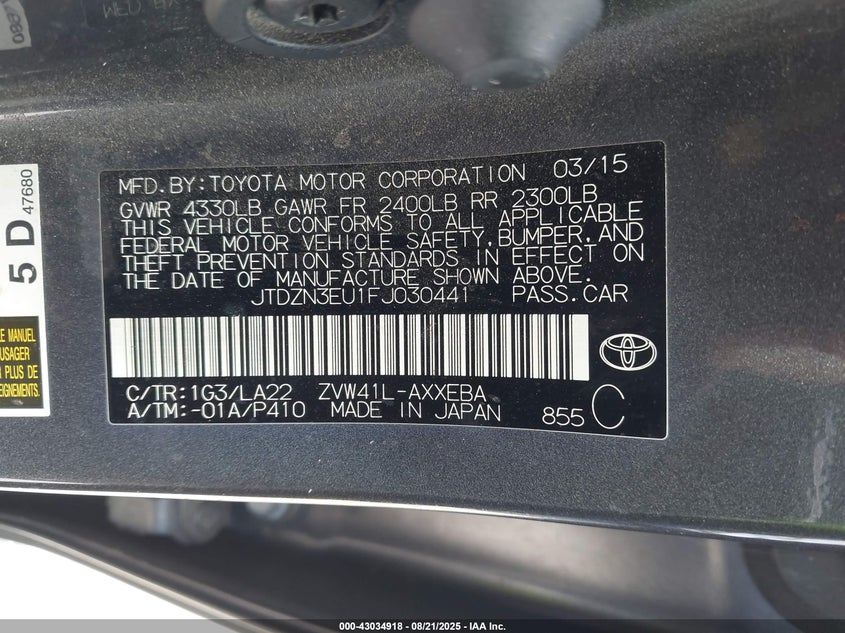 MFD.BY:TOYOTA MOTOR CORPORATION 03/15
GVWR 4330LB GAWR FR 2400LB RR 2300LB
THIS VEHICLE CONFORMS TO ALL APPLICABLE
FEDERAL MOTOR VEHICLE SAFETY,BUMPER,AND
THEFT PREVENTION STANDARDS IN EFFECT ON
THE DATE OF MANUFACTURE SHOWN ABOVE.
JTDZN3EU1FJ030441 PASS.CAR
C/TR:1G3/LA22 ZVW41L-AXXEBA
A/TM:-01A/P410 MADE IN JAPAN 855 C
5 D 47680
MANUEL
USAGER
PLUS DE
000-43034918 - 08/21/2025 - IAA Inc.